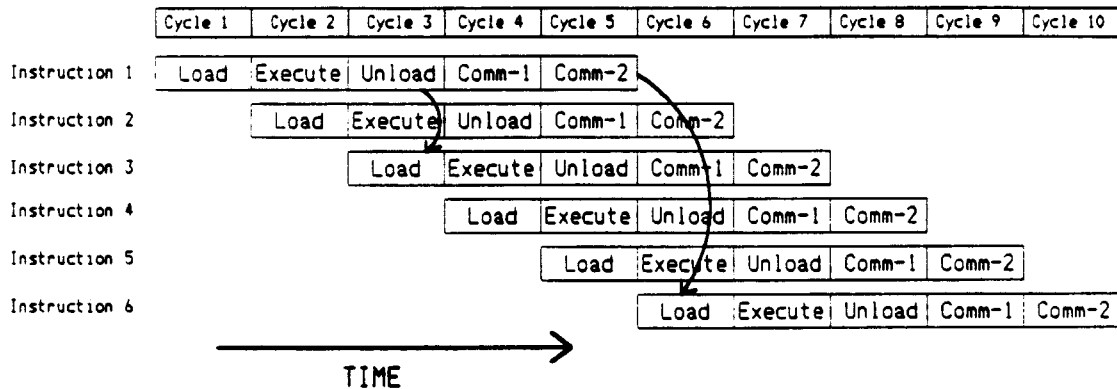 Cycle 1 Cycle 2 Cycle 3 Cycle 4 Cycle 5 Cycle 6 Cycle 7 Cycle 8 Cycle 9 Cycle 10
Instruction 1 Load Execute Unload Comm-1 Comm-2
Instruction 2 Load Execute Unload Comm-1 Comm-2
Instruction 3 Load Execute Unload Comm-1 Comm-2
Instruction 4 Load Execute Unload Comm-1 Comm-2
Instruction 5 Load Execute Unload Comm-1 Comm-2
Instruction 6 Load Execute Unload Comm-1 Comm-2
TIME